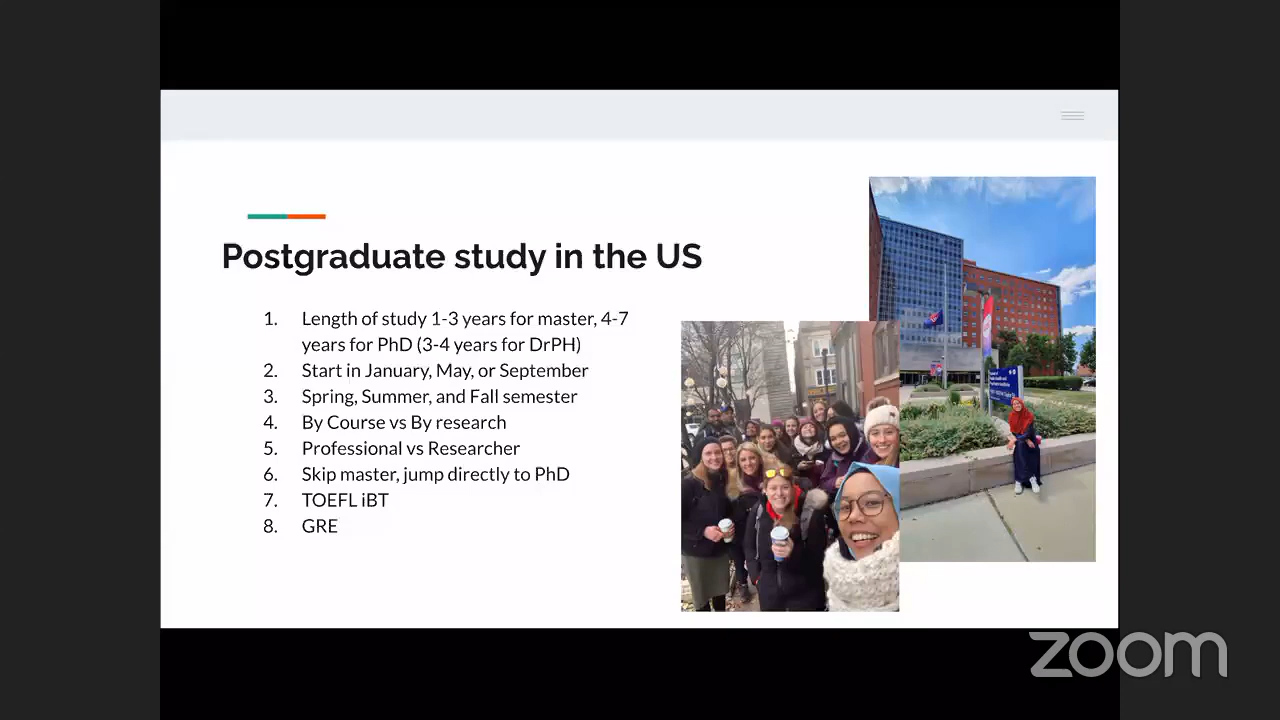 Postgraduate study in the US
1. Length of study 1-3 years for master, 4-7
years for PhD (3-4 years for DrPH)
2. Start in January, May, or September
3. Spring, Summer, and Fall semester
4. By Course vs By research
5. Professional vs Researcher
6. Skip master, jump directly to PhD
7. TOEFL iBT
8. GRE
zoom